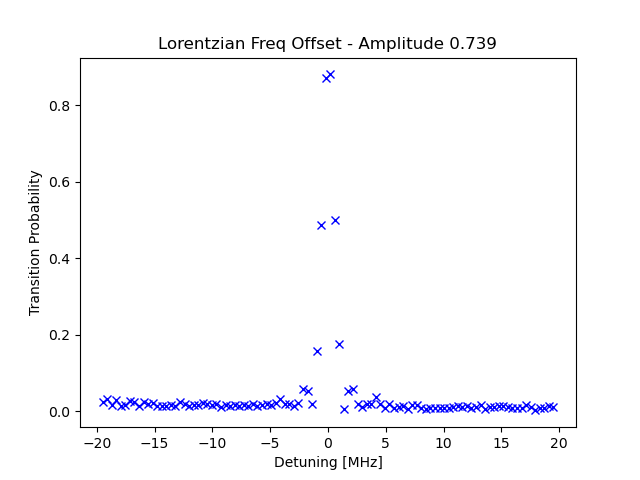 Lorentzian Freq Offset - Amplitude 0.739
Transition Probability
0.8
0.6
0.4
0.2
0.0
−20 −15 −10 −5 0 5 10 15 20
Detuning [MHz]